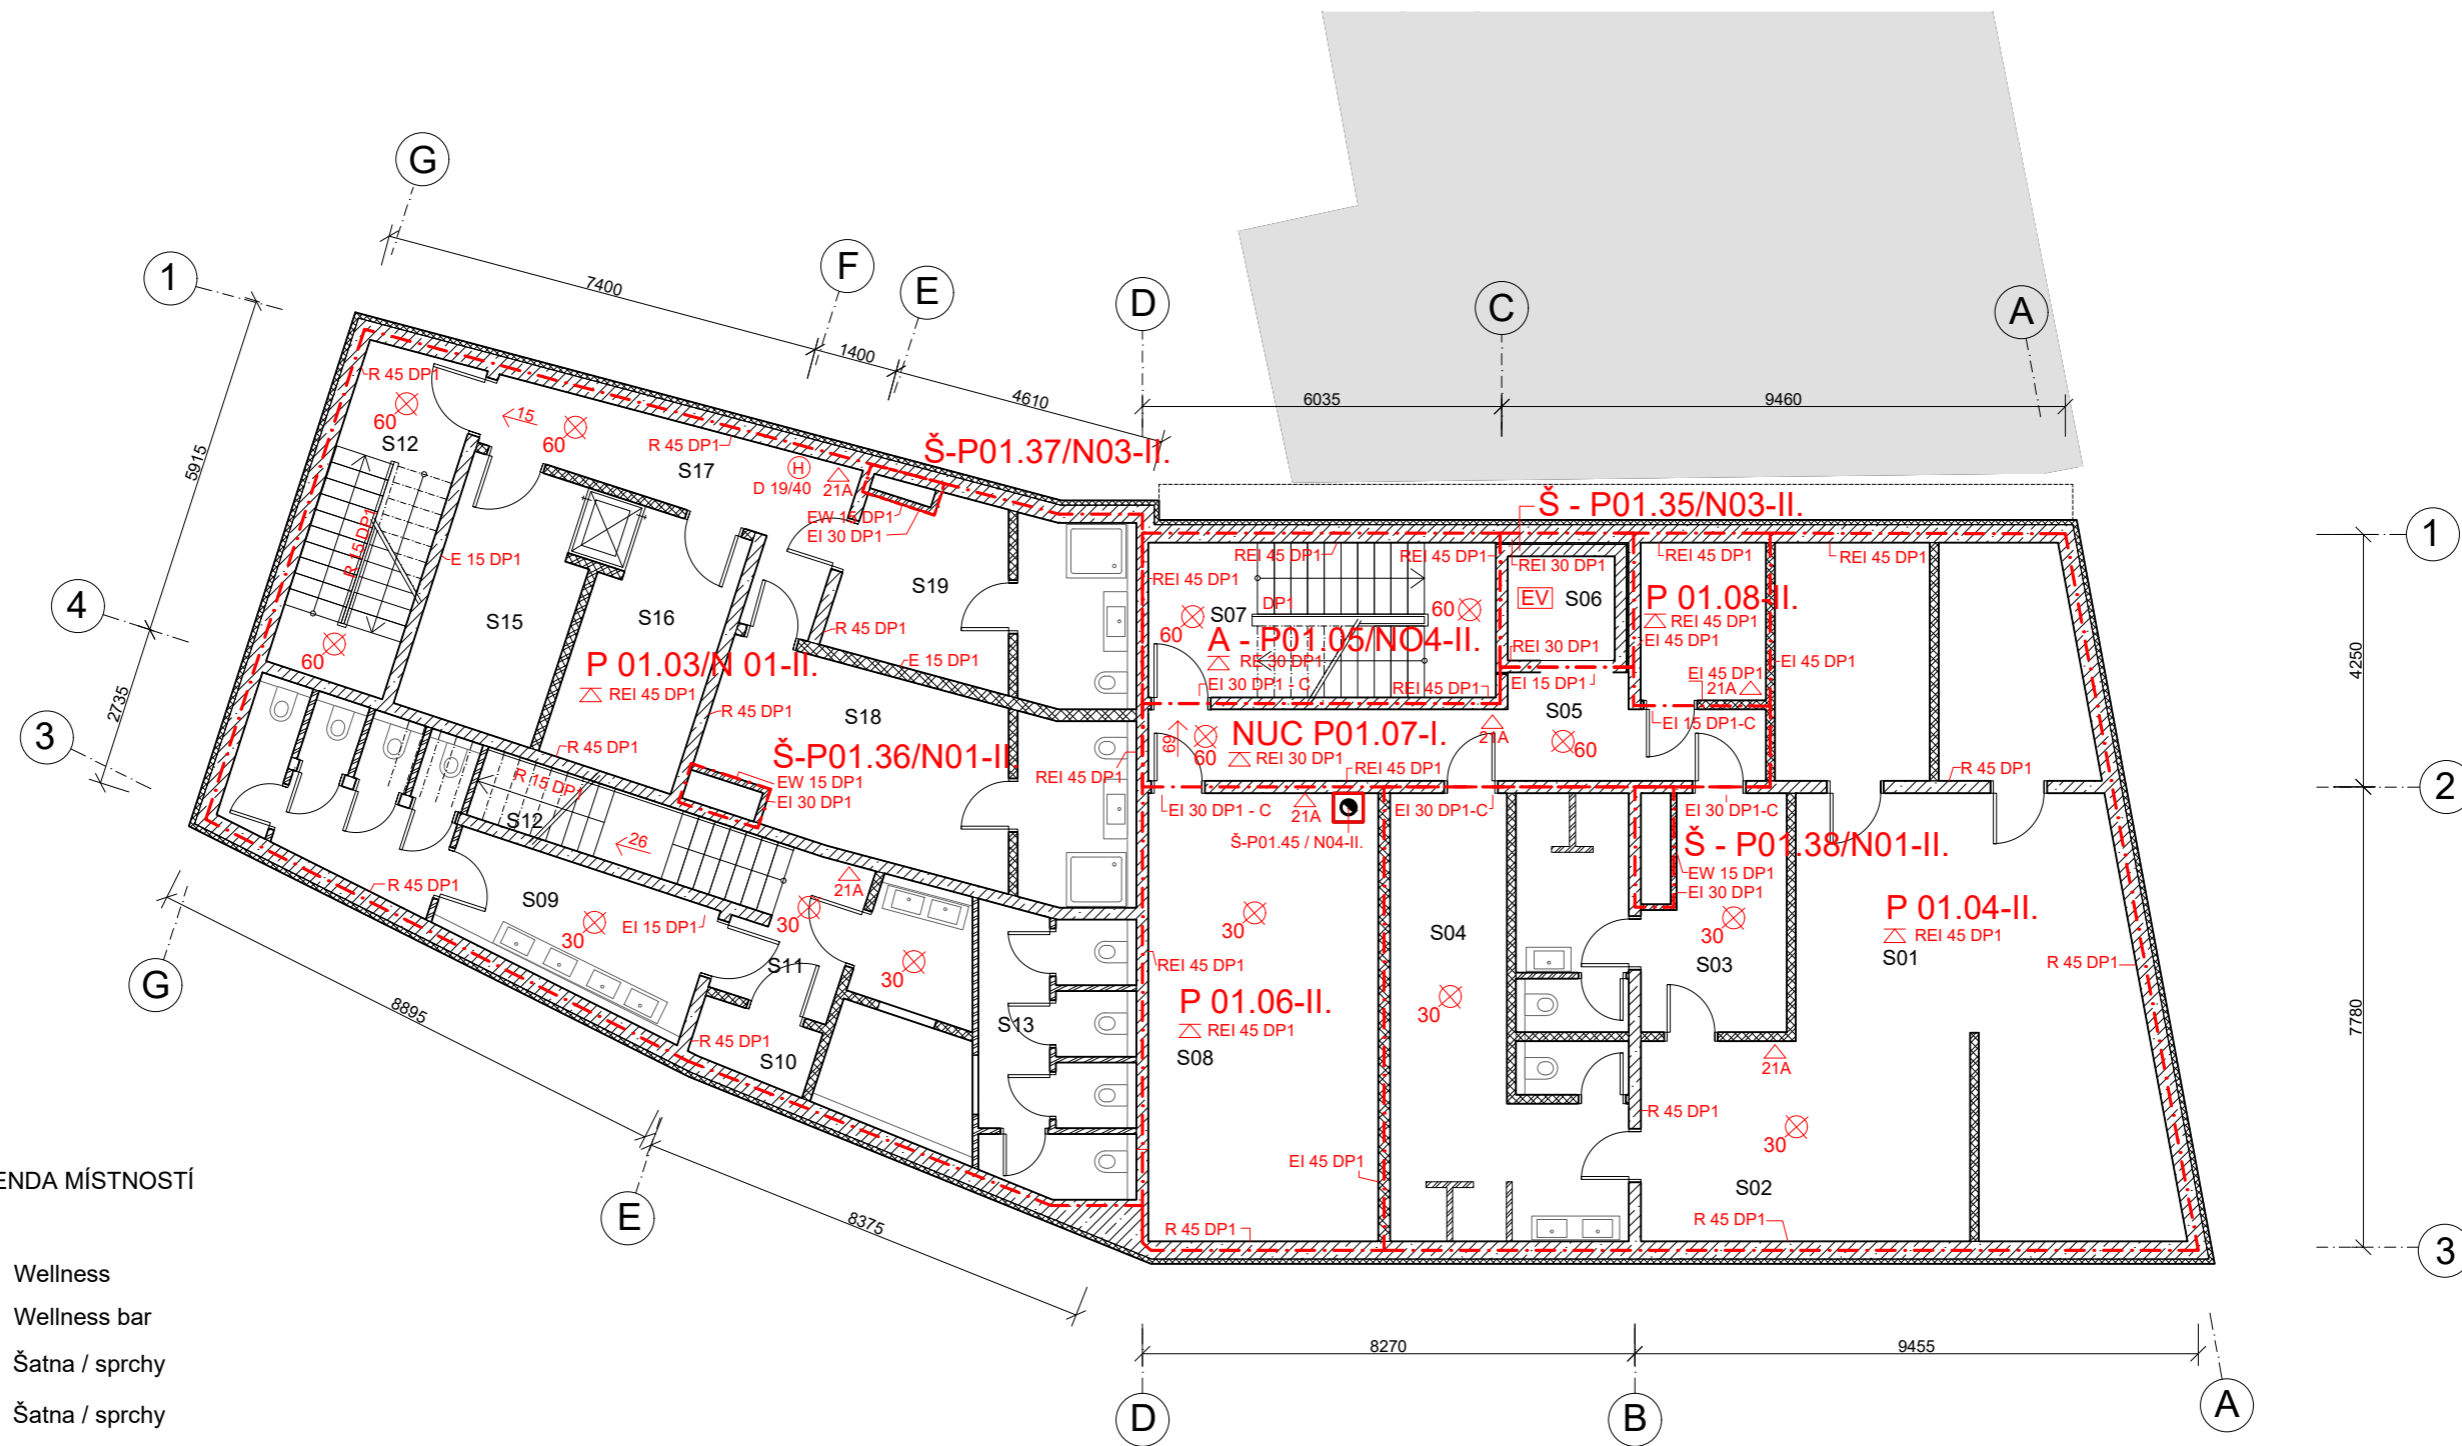 G
F
E
D
C
A
1
7400
1400
4610
6035
9460
5915
2735
4
3
R 45 DP1
60
S12
15
60
R 45 DP1
S17
H
D 19/40
21A
Š-P01.37/N03-II.
EW 15 DP1
EI 30 DP1
R 15 DP1
E 15 DP1
S15
S16
S19
R 45 DP1
E 15 DP1
60
P 01.03/N 01-II.
REI 45 DP1
R 45 DP1
S18
R 45 DP1
Š-P01.36/N01-II.
EW 15 DP1
EI 30 DP1
R 15 DP1
S12
26
21A
REI 45 DP1
Š - P01.35/N03-II.
REI 45 DP1
REI 45 DP1
REI 30 DP1
REI 45 DP1
REI 45 DP1
REI 45 DP1
1
DP1
S07
60
60
EV
S06
P 01.08-II.
REI 45 DP1
EI 45 DP1
A - P01.05/NO4-II.
RE 30 DP1
REI 30 DP1
EI 45 DP1
EI 45 DP1
21A
EI 30 DP1 - C
REI 45 DP1
EI 15 DP1
S05
EI 15 DP1-C
4250
69
60
NUC P01.07-I.
REI 30 DP1
21A
60
REI 45 DP1
R 45 DP1
2
EI 30 DP1 - C
21A
EI 30 DP1-C
EI 30 DP1-C
Š-P01.45 / N04-II.
Š - P01.38/N01-II.
EW 15 DP1
EI 30 DP1
R 45 DP1
S09
30
EI 15 DP1
30
30
S11
S13
R 45 DP1
S10
30
S04
30
S03
30
P 01.04-II.
REI 45 DP1
S01
R 45 DP1
REI 45 DP1
P 01.06-II.
REI 45 DP1
S08
21A
R 45 DP1
30
7780
EI 45 DP1
S02
R 45 DP1
R 45 DP1
3
G
8895
E
8375
8270
9455
D
B
A
ENDA MÍSTNOSTÍ
Wellness
Wellness bar
Šatna / sprchy
Šatna / sprchy